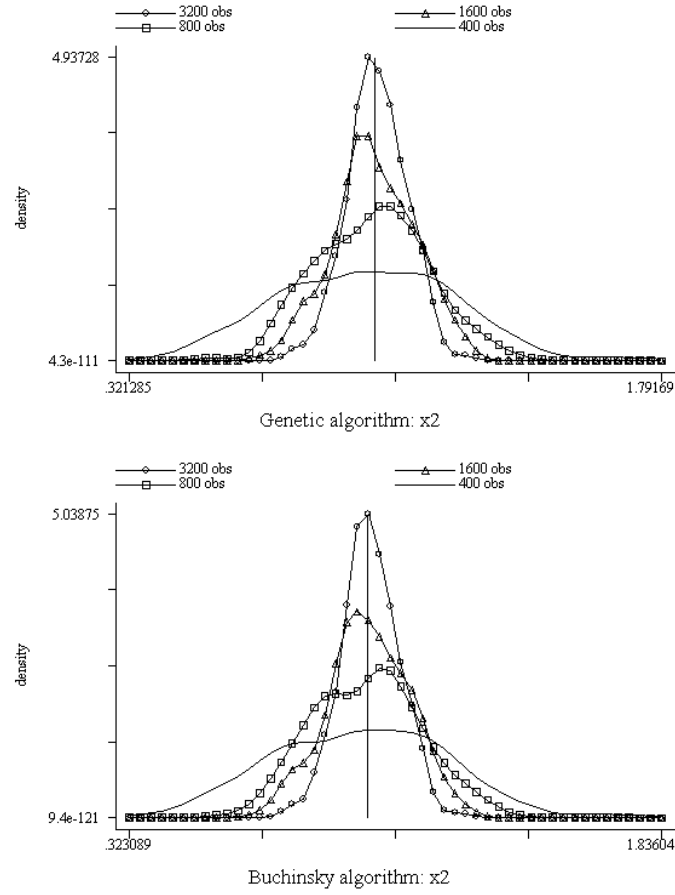 3200 obs 1600 obs
800 obs 400 obs
4.93728
density
4.3e-111
.321285 1.79169
Genetic algorithm: x2
3200 obs 1600 obs
800 obs 400 obs
5.03875
density
9.4e-121
.323089 1.83604
Buchinsky algorithm: x2